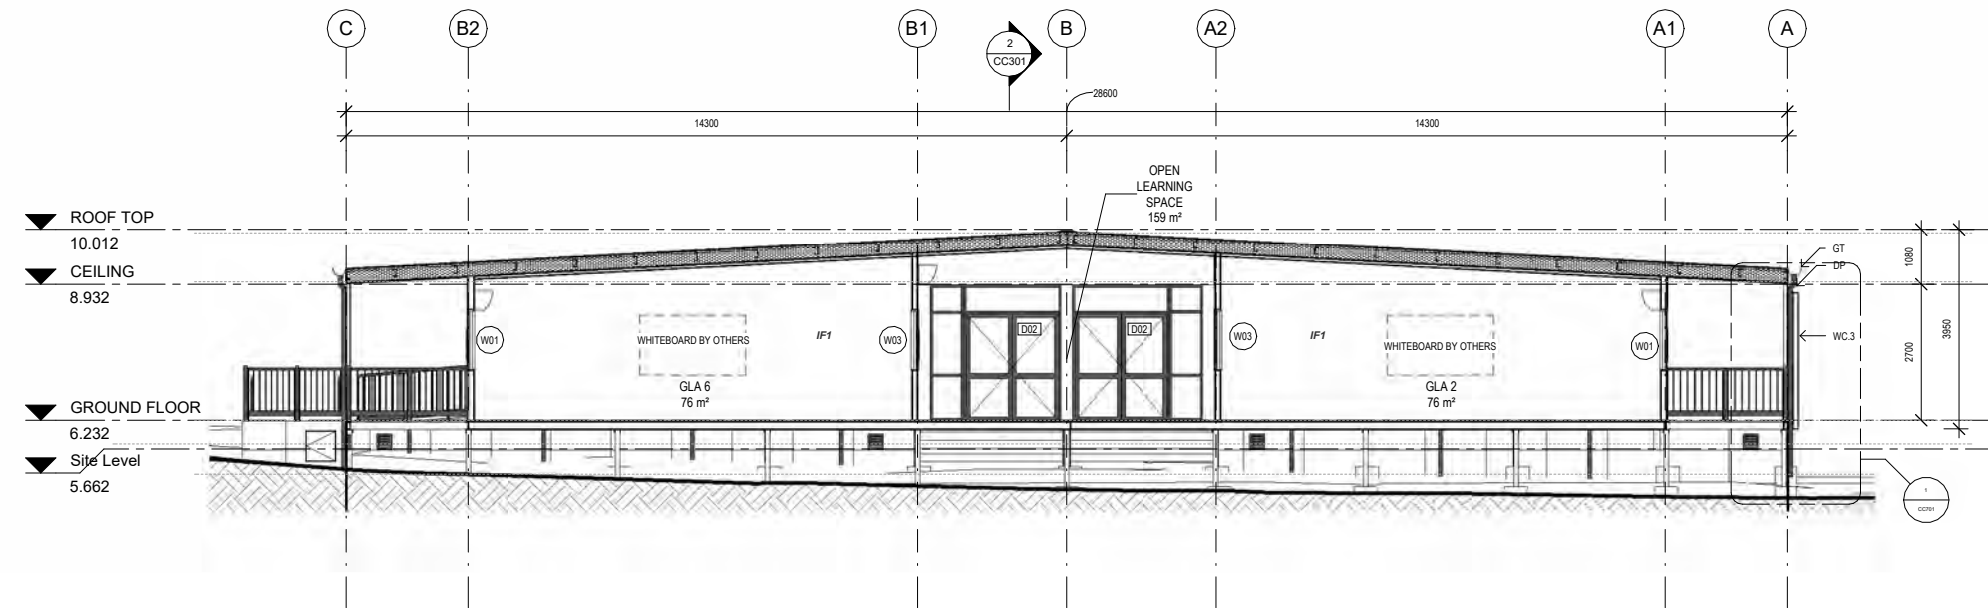 C
B2
B1
B
A2
A1
A
2
CC301
28600
14300
14300
OPEN
LEARNING
SPACE
159 m²
ROOF TOP
10.012
CEILING
8.932
GROUND FLOOR
6.232
Site Level
5.662
W01
WHITEBOARD BY OTHERS
IF1
W03
D02
D02
W03
IF1
WHITEBOARD BY OTHERS
W01
GLA 6
76 m²
GLA 2
76 m²
GT
DP
WC.3
1080
2700
3950
1
CC701